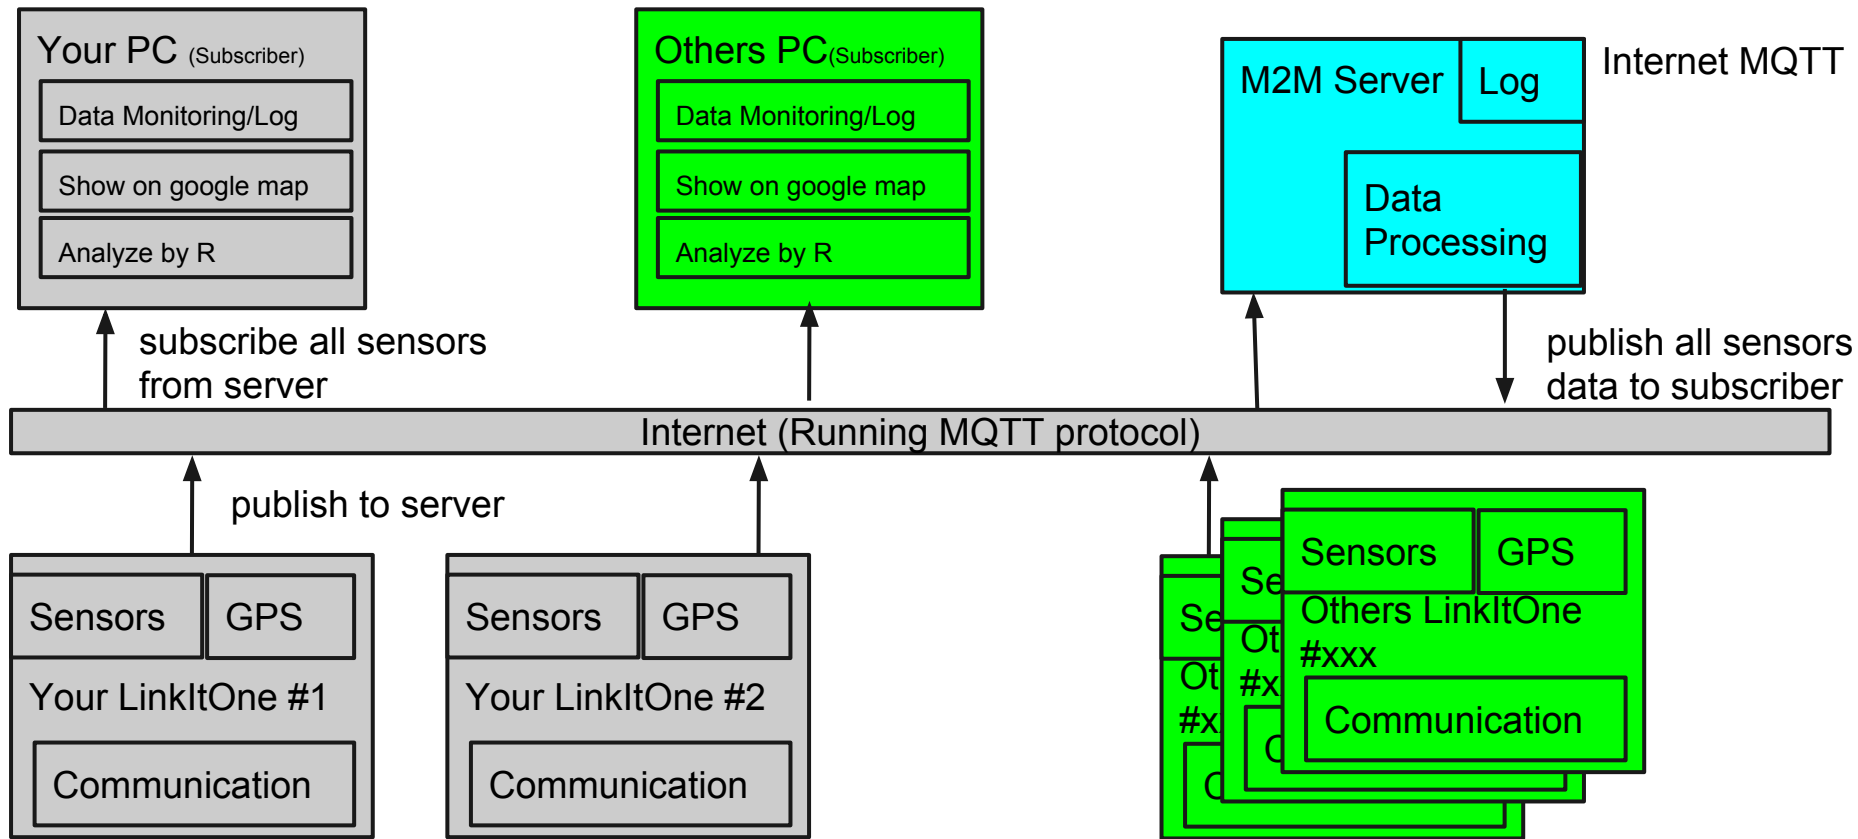 Your PC (Subscriber)
Data Monitoring/Log
Show on google map
Analyze by R
Others PC(Subscriber)
Data Monitoring/Log
Show on google map
Analyze by R
M2M Server
Log
Data
Processing
Internet MQTT
subscribe all sensors
from server
publish all sensors
data to subscriber
Internet (Running MQTT protocol)
publish to server
Sensors
GPS
Your LinkItOne #1
Communication
Sensors
GPS
Your LinkItOne #2
Communication
Sensors
GPS
Others LinkItOne
#xxx
Communication